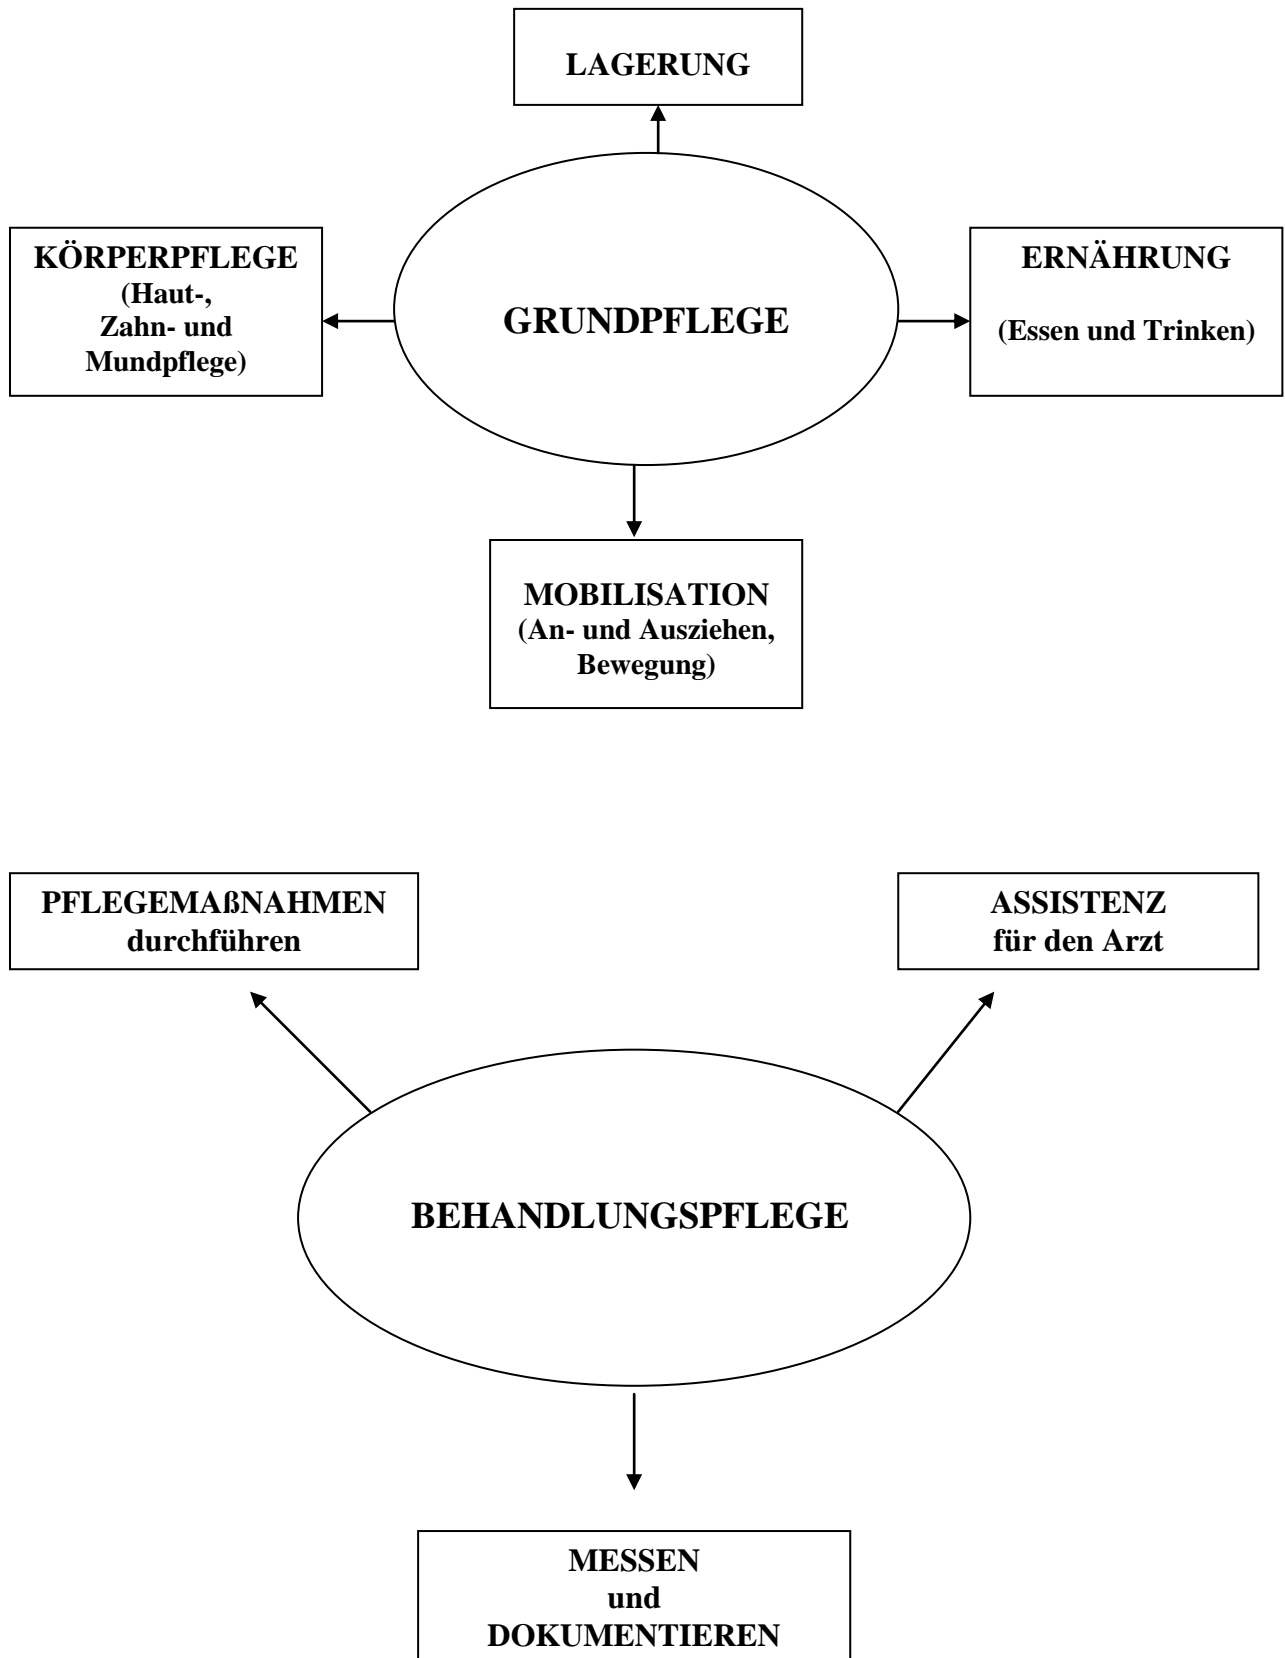 LAGERUNG
KÖRPERPFLEGE
(Haut-,
Zahn- und
Mundpflege)
GRUNDPFLEGE
ERNÄHRUNG
(Essen und Trinken)
MOBILISATION
(An- und Ausziehen,
Bewegung)
PFLEGEMAßNAHMEN
durchführen
ASSISTENZ
für den Arzt
BEHANDLUNGSPFLEGE
MESSEN
und
DOKUMENTIEREN